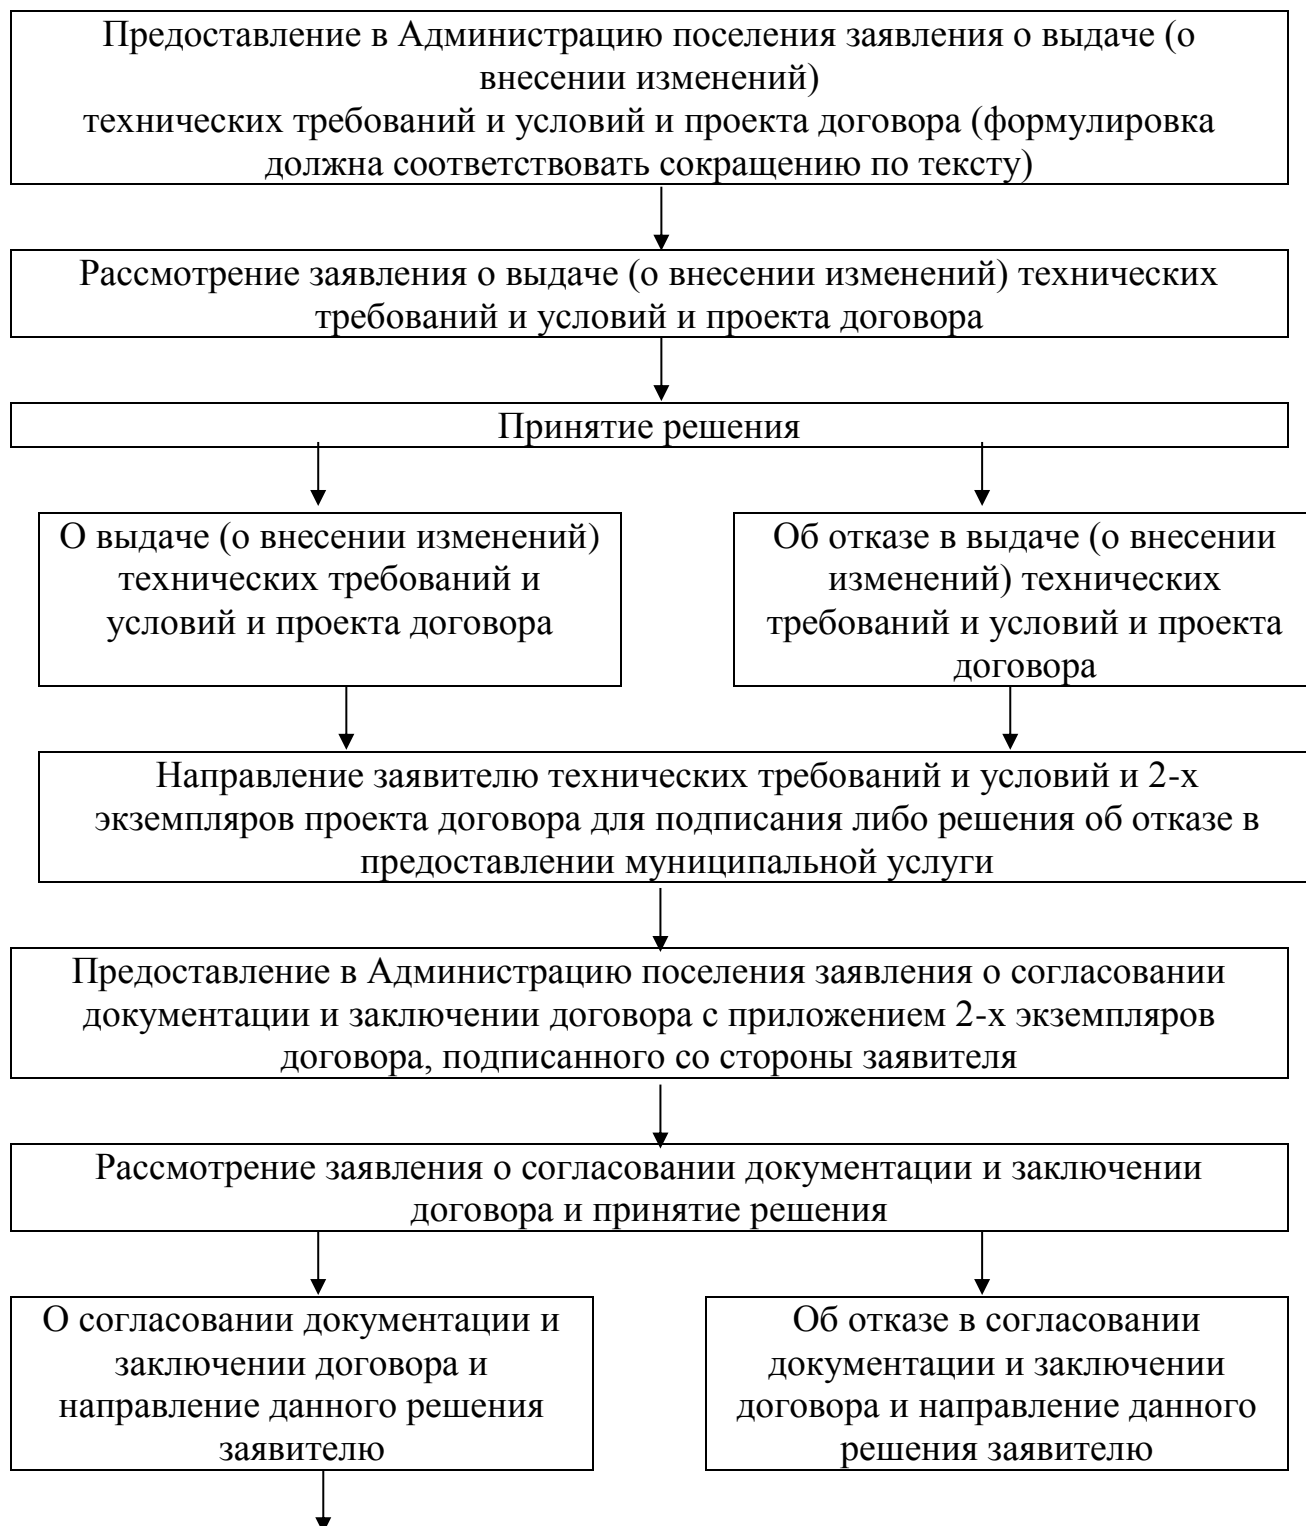 Предоставление в Администрацию поселения заявления о выдаче (о
внесении изменений)
технических требований и условий и проекта договора (формулировка
должна соответствовать сокращению по тексту)
Рассмотрение заявления о выдаче (о внесении изменений) технических
требований и условий и проекта договора
Принятие решения
О выдаче (о внесении изменений)
технических требований и
условий и проекта договора
Об отказе в выдаче (о внесении
изменений) технических
требований и условий и проекта
договора
Направление заявителю технических требований и условий и 2-х
экземпляров проекта договора для подписания либо решения об отказе в
предоставлении муниципальной услуги
Предоставление в Администрацию поселения заявления о согласовании
документации и заключении договора с приложением 2-х экземпляров
договора, подписанного со стороны заявителя
Рассмотрение заявления о согласовании документации и заключении
договора и принятие решения
О согласовании документации и
заключении договора и
направление данного решения
заявителю
Об отказе в согласовании
документации и заключении
договора и направление данного
решения заявителю